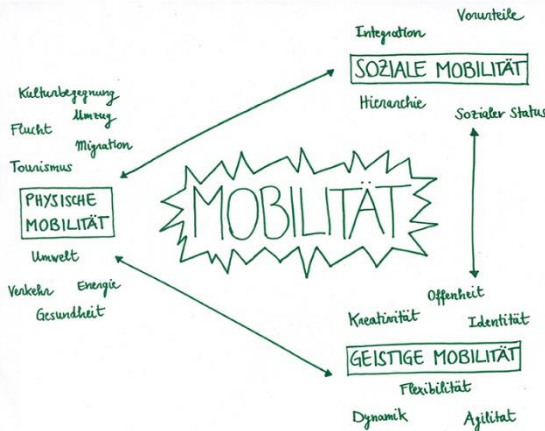 Vorurteile
Integration
SOZIALE MOBILITÄT
Hierarchie
Sozialer Status
Kulturbegegnung
Umzug
Flucht
Migration
Tourismus
PHYSISCHE
MOBILITÄT
Umwelt
Verkehr
Energie
Gesundheit
MOBILITÄT
Offenheit
Kreativität
Identität
GEISTIGE MOBILITÄT
Flexibilität
Dynamik
Agilitat